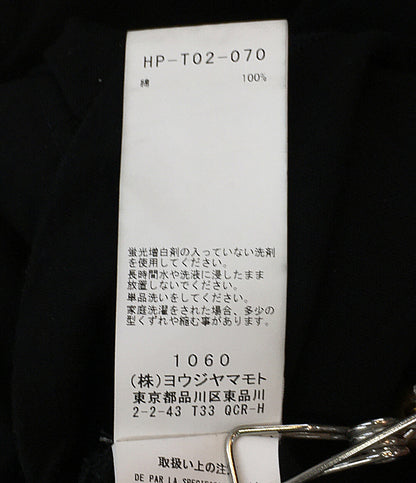 HP-T02-070
綿 100%
蛍光増白剤の入っていない洗剤
を使用してください。
長時間水や洗液に浸したまま
放置しないでください。
単品洗いをしてください。
家庭洗濯をされた場合、多少の
型くずれや縮む事があります。
1060
(株)ヨウジヤマモト
東京都品川区東品川
2-2-43 T33 QCR-H
取扱い上の注
DE PAR LA